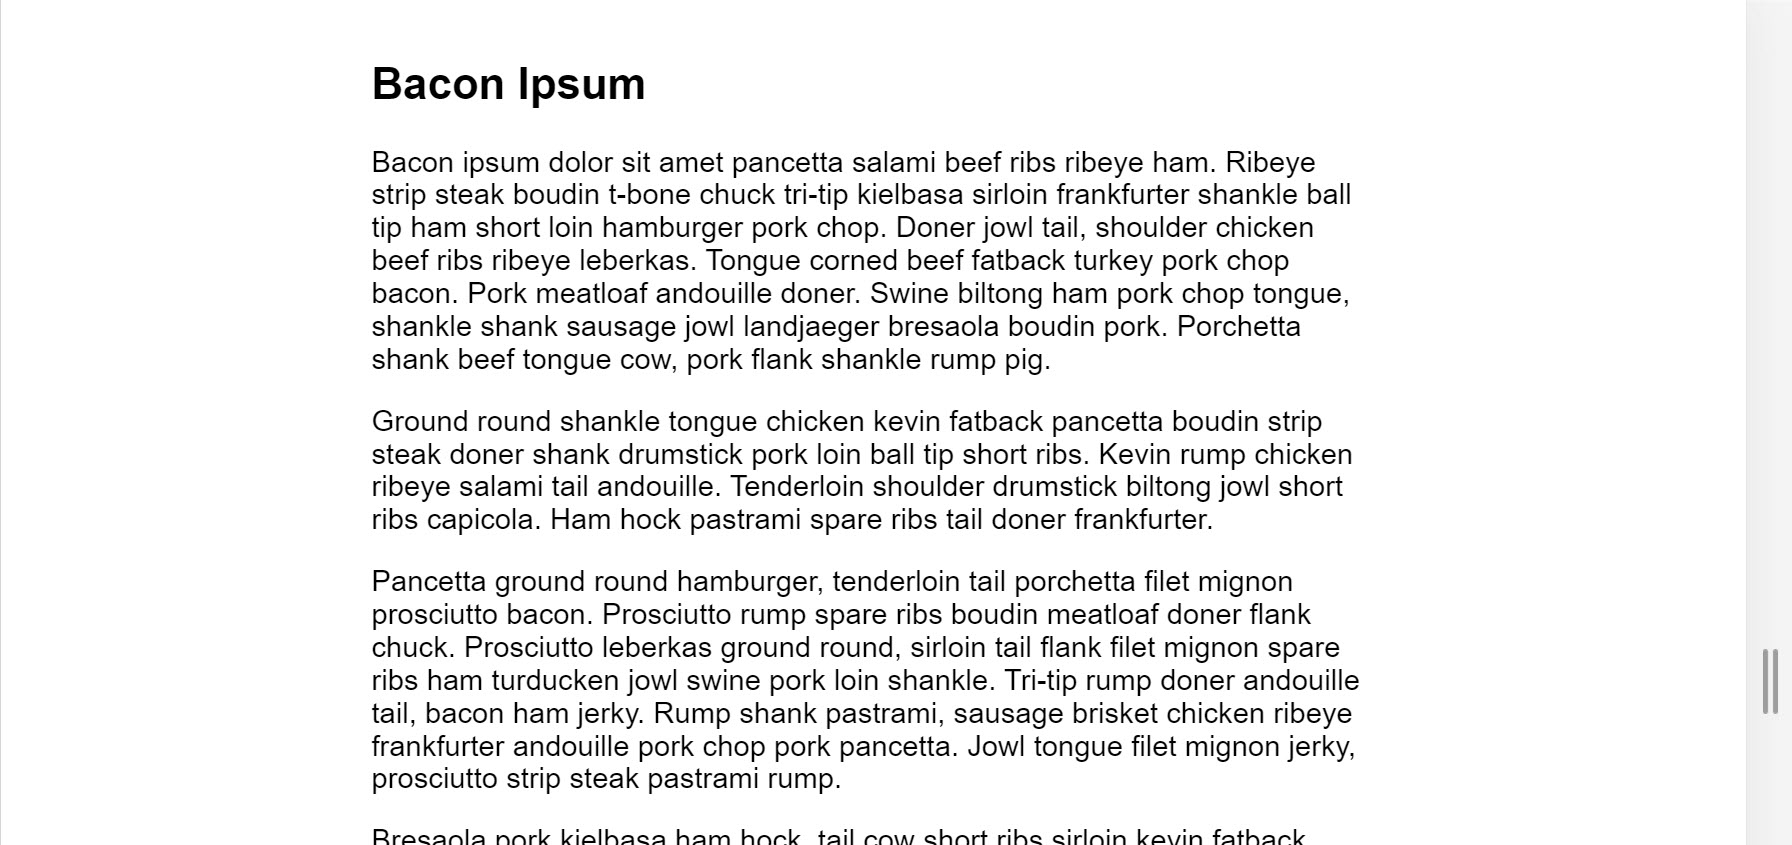 Bacon Ipsum
Bacon ipsum dolor sit amet pancetta salami beef ribs ribeye ham. Ribeye
strip steak boudin t-bone chuck tri-tip kielbasa sirloin frankfurter shankle ball
tip ham short loin hamburger pork chop. Doner jowl tail, shoulder chicken
beef ribs ribeye leberkas. Tongue corned beef fatback turkey pork chop
bacon. Pork meatloaf andouille doner. Swine biltong ham pork chop tongue,
shankle shank sausage jowl landjaeger bresaola boudin pork. Porchetta
shank beef tongue cow, pork flank shankle rump pig.
Ground round shankle tongue chicken kevin fatback pancetta boudin strip
steak doner shank drumstick pork loin ball tip short ribs. Kevin rump chicken
ribeye salami tail andouille. Tenderloin shoulder drumstick biltong jowl short
ribs capicola. Ham hock pastrami spare ribs tail doner frankfurter.
Pancetta ground round hamburger, tenderloin tail porchetta filet mignon
prosciutto bacon. Prosciutto rump spare ribs boudin meatloaf doner flank
chuck. Prosciutto leberkas ground round, sirloin tail flank filet mignon spare
ribs ham turducken jowl swine pork loin shankle. Tri-tip rump doner andouille
tail, bacon ham jerky. Rump shank pastrami, sausage brisket chicken ribeye
frankfurter andouille pork chop pork pancetta. Jowl tongue filet mignon jerky,
prosciutto strip steak pastrami rump.
Bresaola pork kielbasa ham hock, tail cow short ribs sirloin kevin fatback